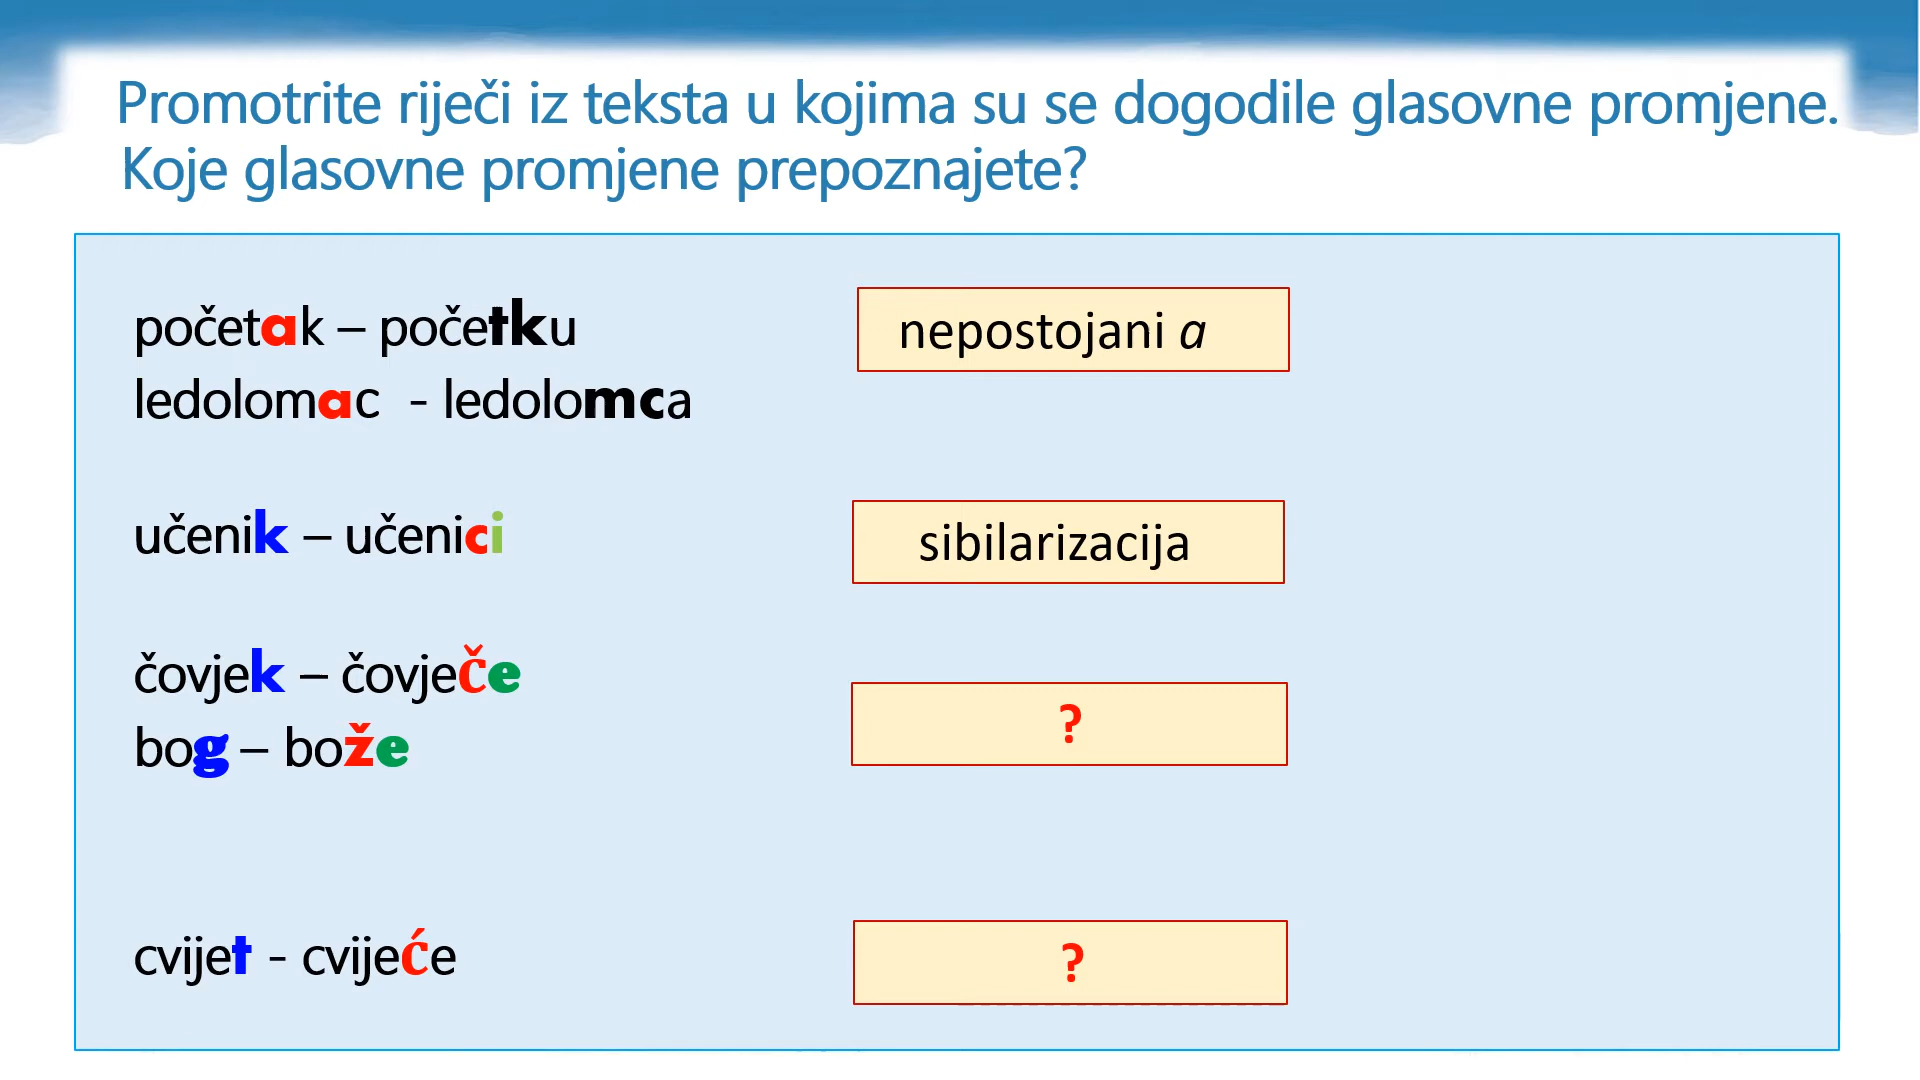 Promotrite riječi iz teksta u kojima su se dogodile glasovne promjene.
Koje glasovne promjene prepoznajete?
početak – početku
nepostojani a
ledolomac - ledolomca
učenik – učenici
sibilarizacija
čovjek – čovječe
?
bog – bože
cvijet - cvijeće
?